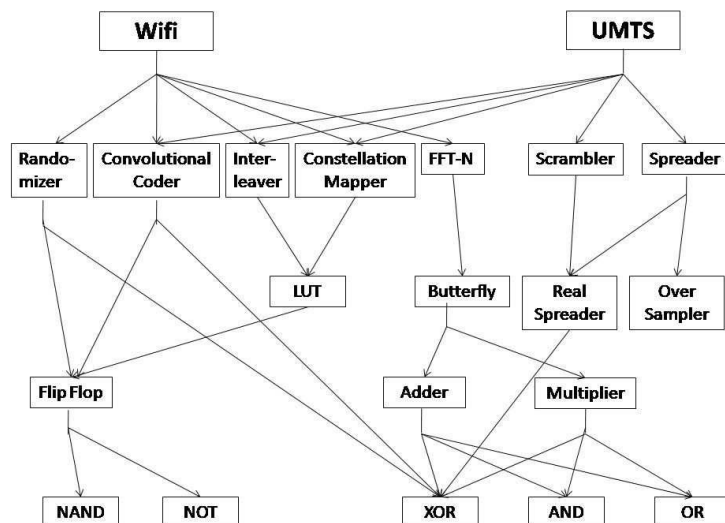 Wifi
UMTS
Rando-
mizer
Convolutional
Coder
Inter-
leaver
Constellation
Mapper
FFT-N
Scrambler
Spreader
LUT
Butterfly
Real
Spreader
Over
Sampler
Flip Flop
Adder
Multiplier
NAND
NOT
XOR
AND
OR